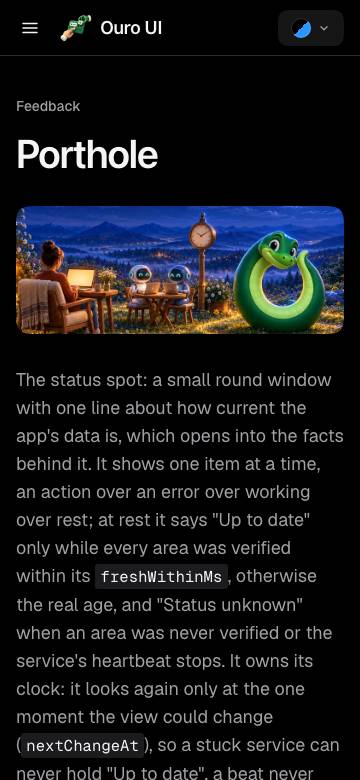 Ouro UI
Feedback
Porthole
The status spot: a small round window
with one line about how current the
app's data is, which opens into the facts
behind it. It shows one item at a time,
an action over an error over working
over rest; at rest it says "Up to date"
only while every area was verified
within its freshWithinMs, otherwise
the real age, and "Status unknown"
when an area was never verified or the
service's heartbeat stops. It owns its
clock: it looks again only at the one
moment the view could change
(nextChangeAt), so a stuck service can
never hold "Up to date", a beat never